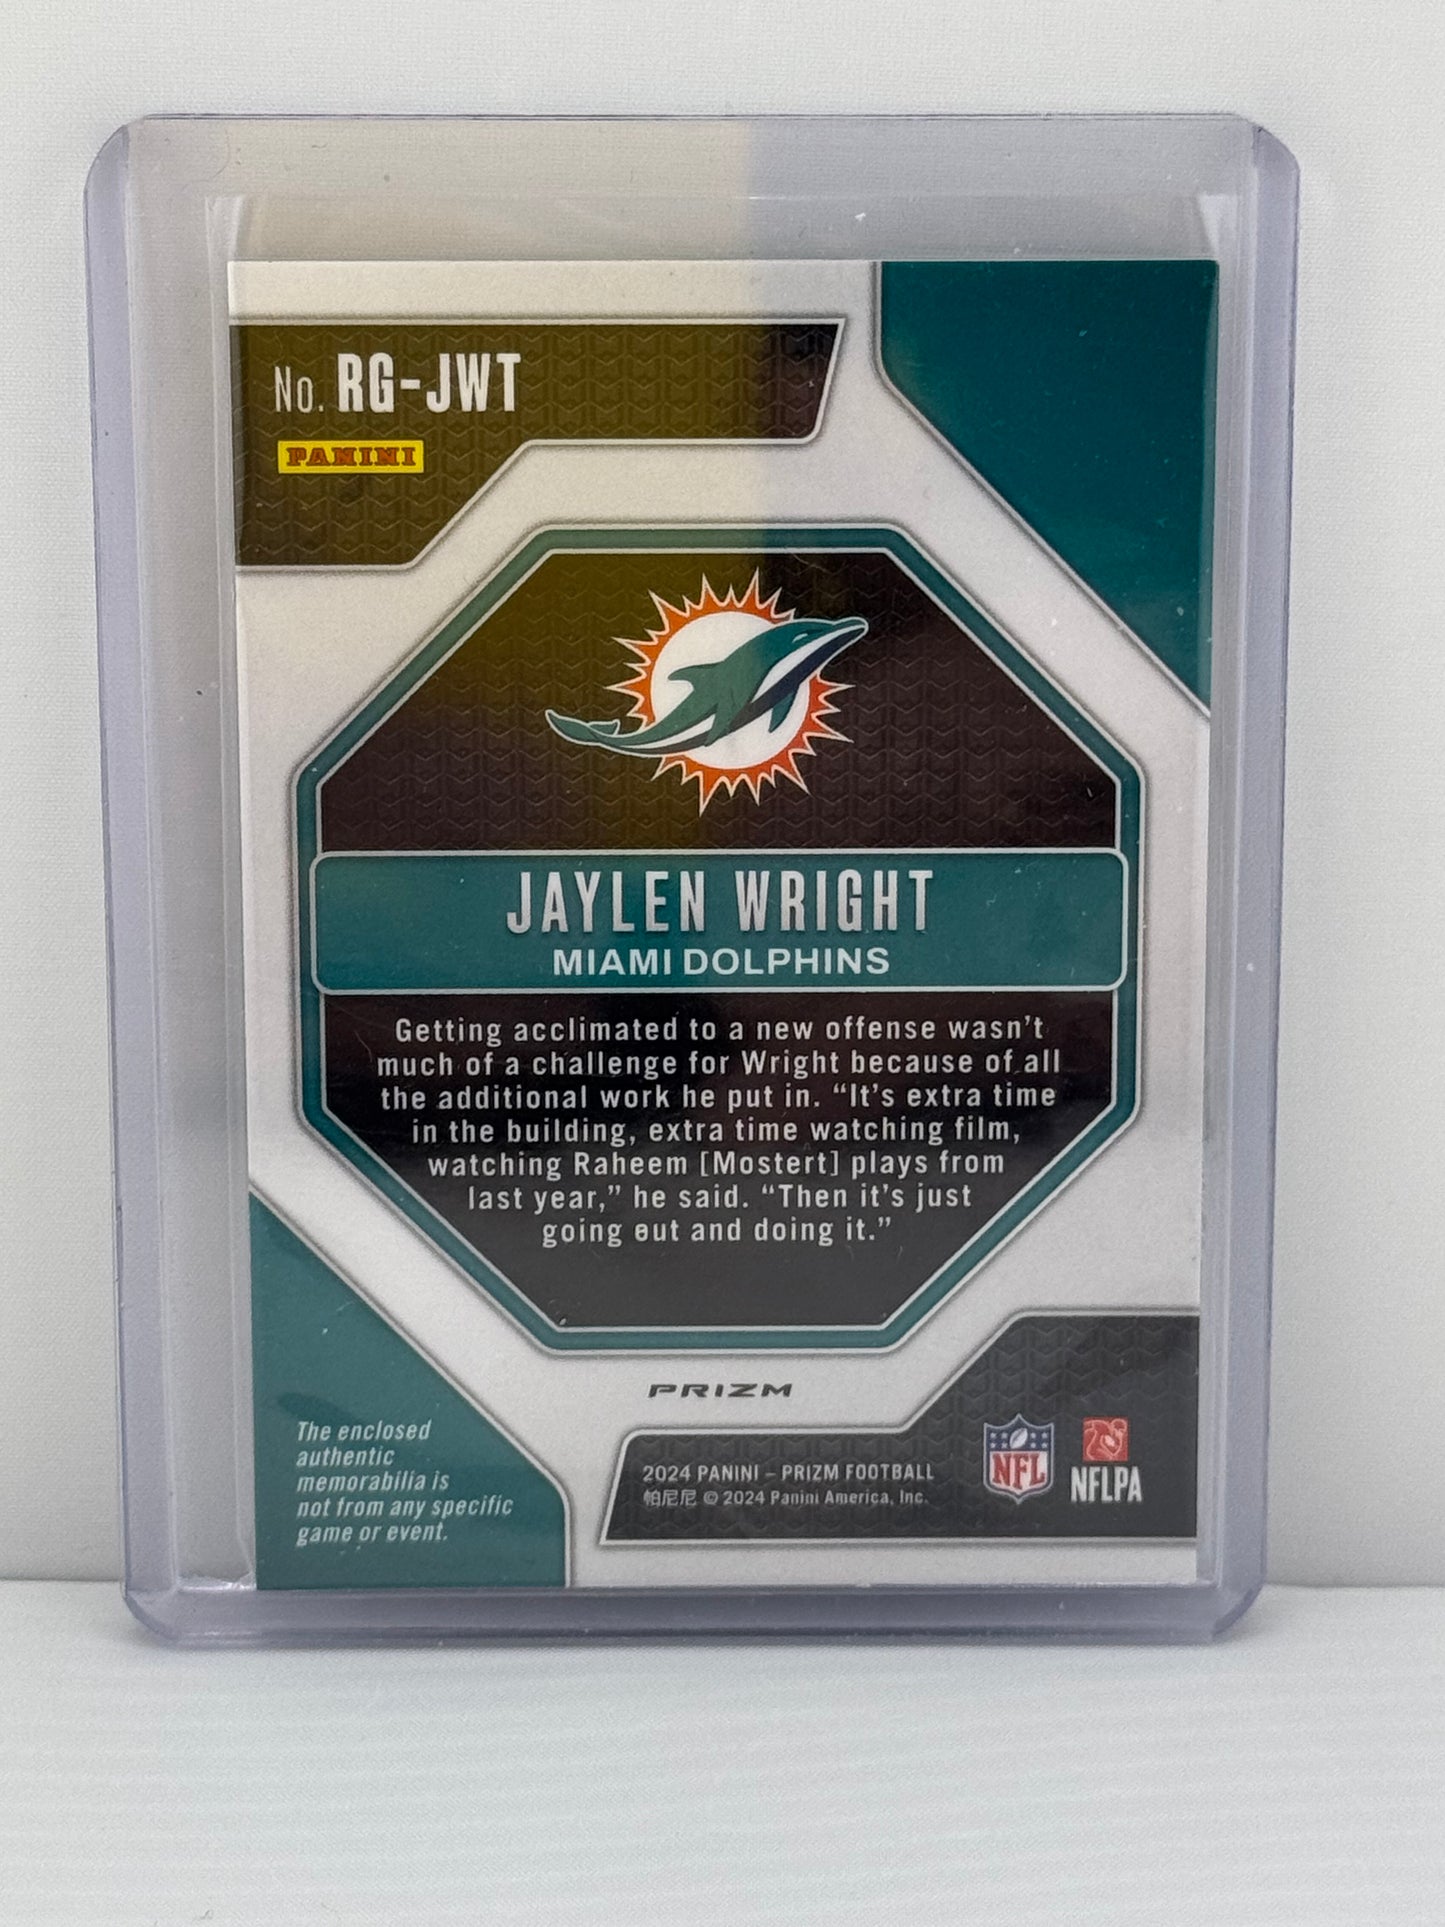 No. RG-JWT
PANINI
JAYLEN WRIGHT
MIAMI DOLPHINS
Getting acclimated to a new offense wasn't
much of a challenge for Wright because of all
the additional work he put in. “It's extra time
in the building, extra time watching film,
watching Raheem [Mostert] plays from
last year,” he said. “Then it's just
going out and doing it.”
PRIZM
The enclosed
authentic
memorabilia is
not from any specific
game or event.
2024 PANINI – PRIZM FOOTBALL
帕尼尼 © 2024 Panini America, Inc.
NFL
NFLPA